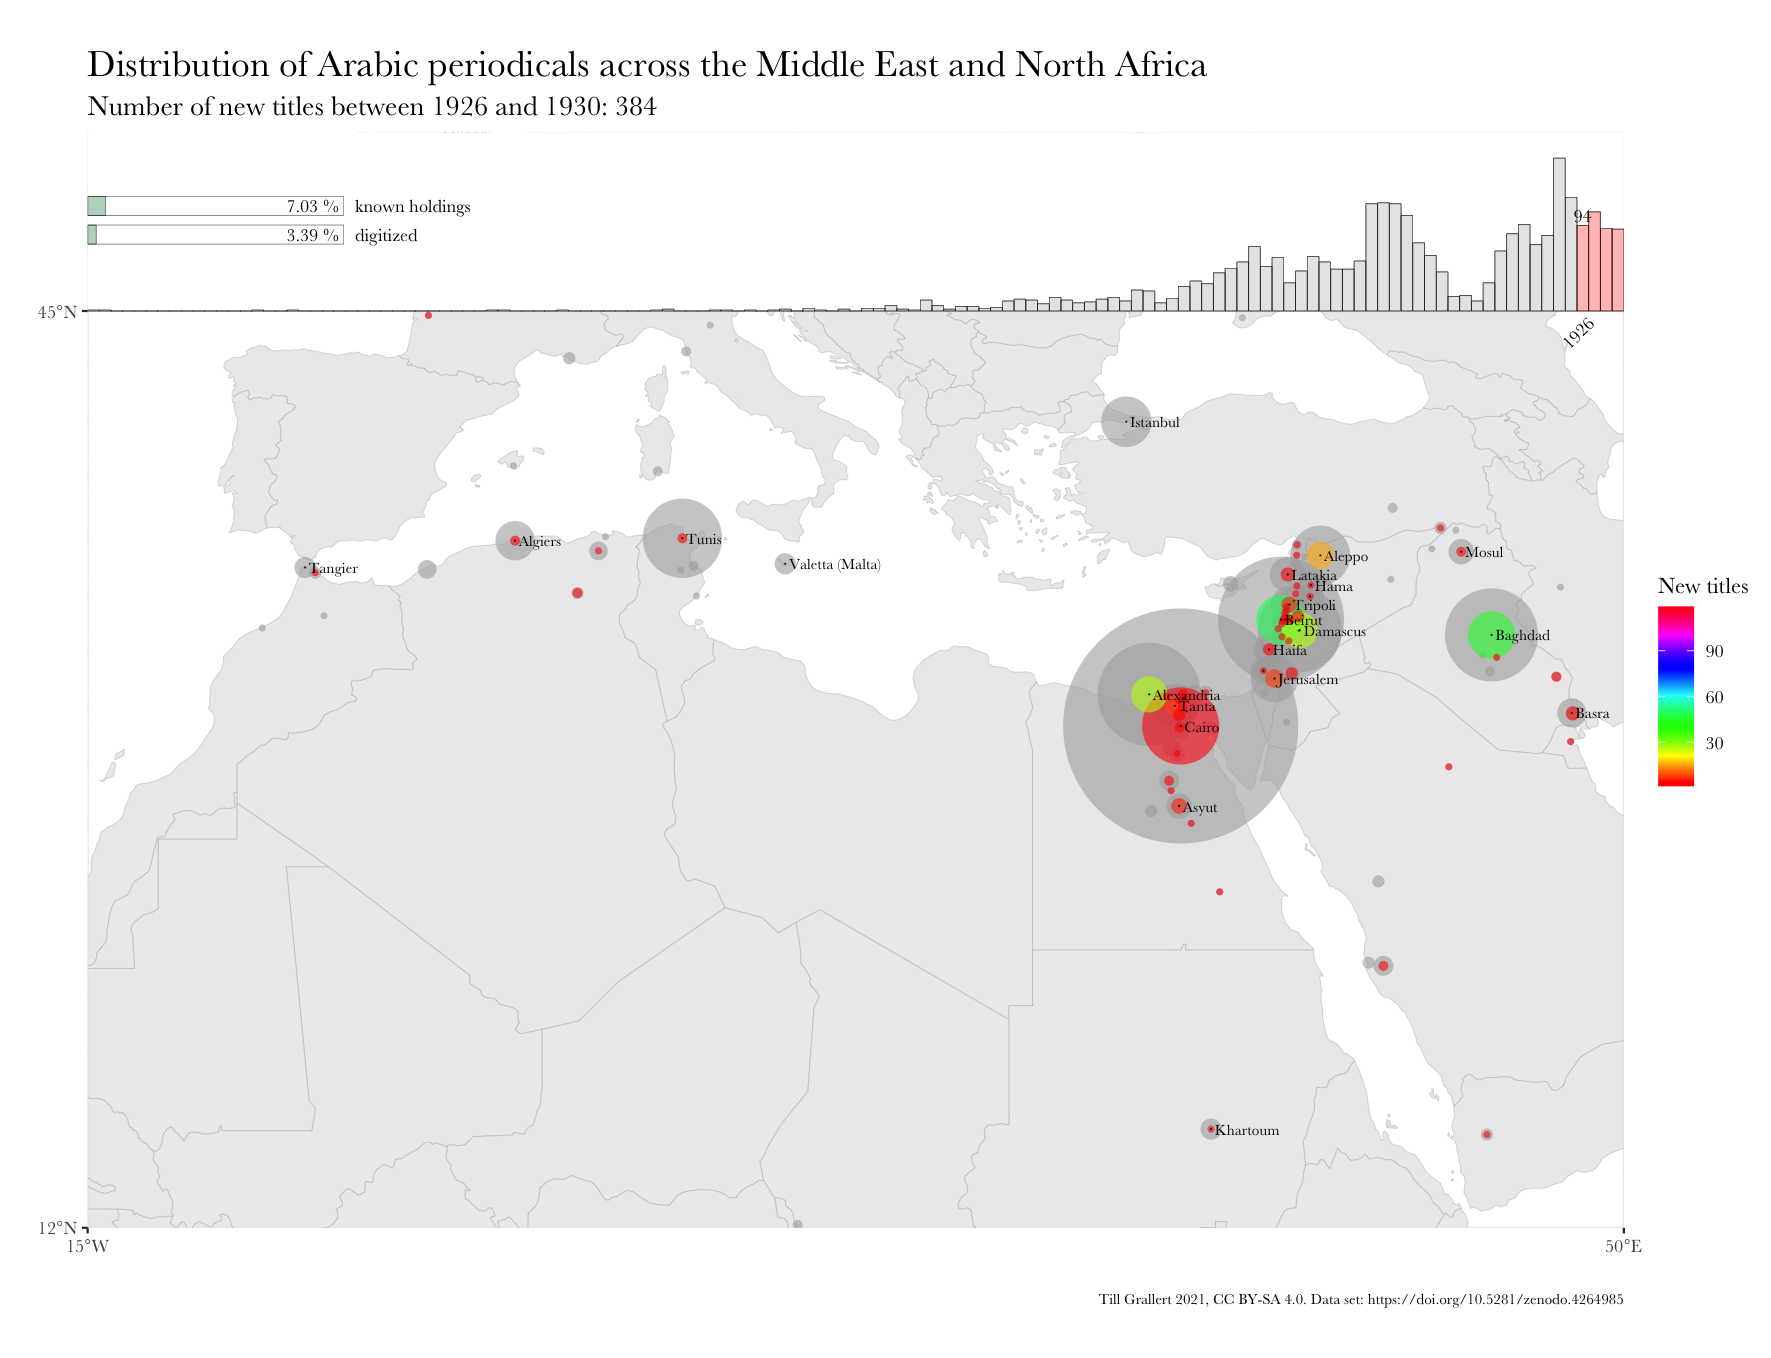 Distribution of Arabic periodicals across the Middle East and North Africa
Number of new titles between 1926 and 1930: 384
7.03 % known holdings
3.39 % digitized
94
1926
45°N
Istanbul
Algiers
Tunis
Tangier
Valetta (Malta)
Aleppo
Mosul
Latakia
Hama
Tripoli
Beirut
Damascus
Baghdad
Haifa
Jerusalem
Alexandria
Tanta
Cairo
Basra
Asyut
Khartoum
New titles
90
60
30
12°N
15°W
50°E
Till Grallert 2021, CC BY-SA 4.0. Data set: https://doi.org/10.5281/zenodo.4264985